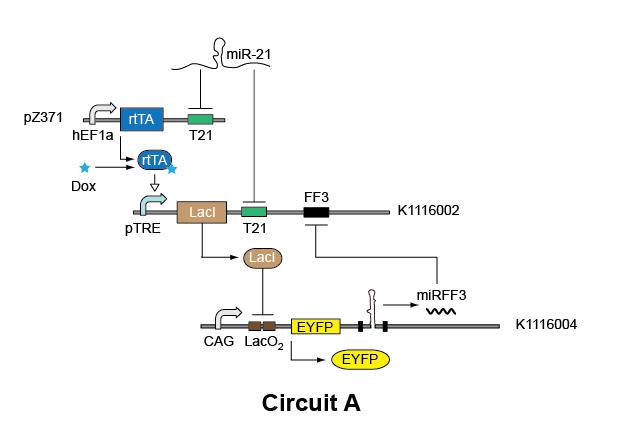 miR-21
pZ371
rtTA
hEF1a
T21
rtTA
Dox
FF3
LacI
K1116002
pTRE
T21
LacI
miRFF3
EYFP
K1116004
CAG
LacO2
EYFP
Circuit A